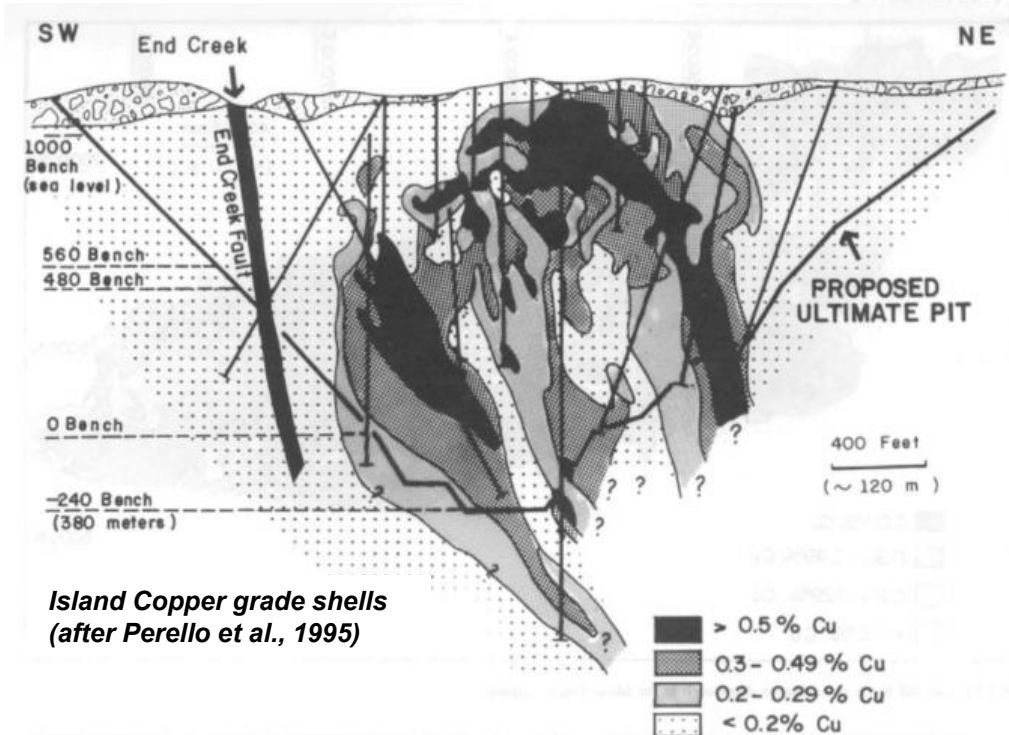 SW
NE
End Creek
End Creek Fault
1000
Bench
(sea level)
560 Bench
480 Bench
PROPOSED
ULTIMATE PIT
0 Bench
?
?
?
?
?
?
?
?
400 Feet
(~ 120 m)
-240 Bench
(380 meters)
Island Copper grade shells
(after Perello et al., 1995)
> 0.5 % Cu
0.3 - 0.49 % Cu
0.2 - 0.29 % Cu
< 0.2% Cu